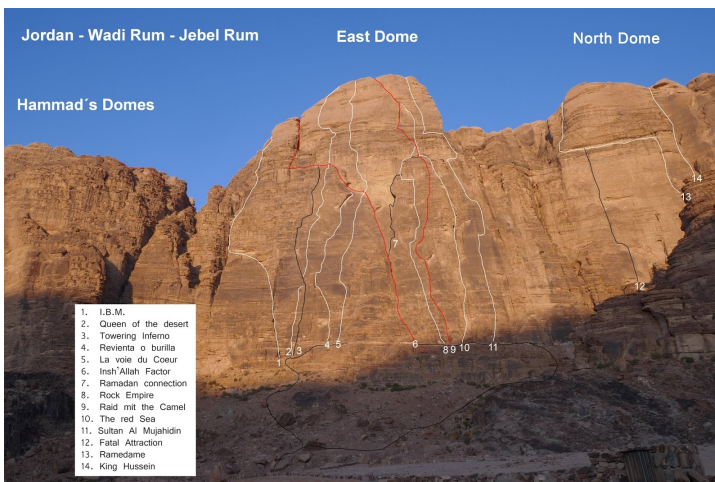 Jordan - Wadi Rum - Jebel Rum
East Dome
North Dome
Hammad´s Domes
14
13
7
12
1
2
3
4
5
6
8
9
10
11
1. I.B.M.
2. Queen of the desert
3. Towering Inferno
4. Revienta o burilla
5. La voie du Coeur
6. Insh`Allah Factor
7. Ramadan connection
8. Rock Empire
9. Raid mit the Camel
10. The red Sea
11. Sultan Al Mujahidin
12. Fatal Attraction
13. Ramedame
14. King Hussein